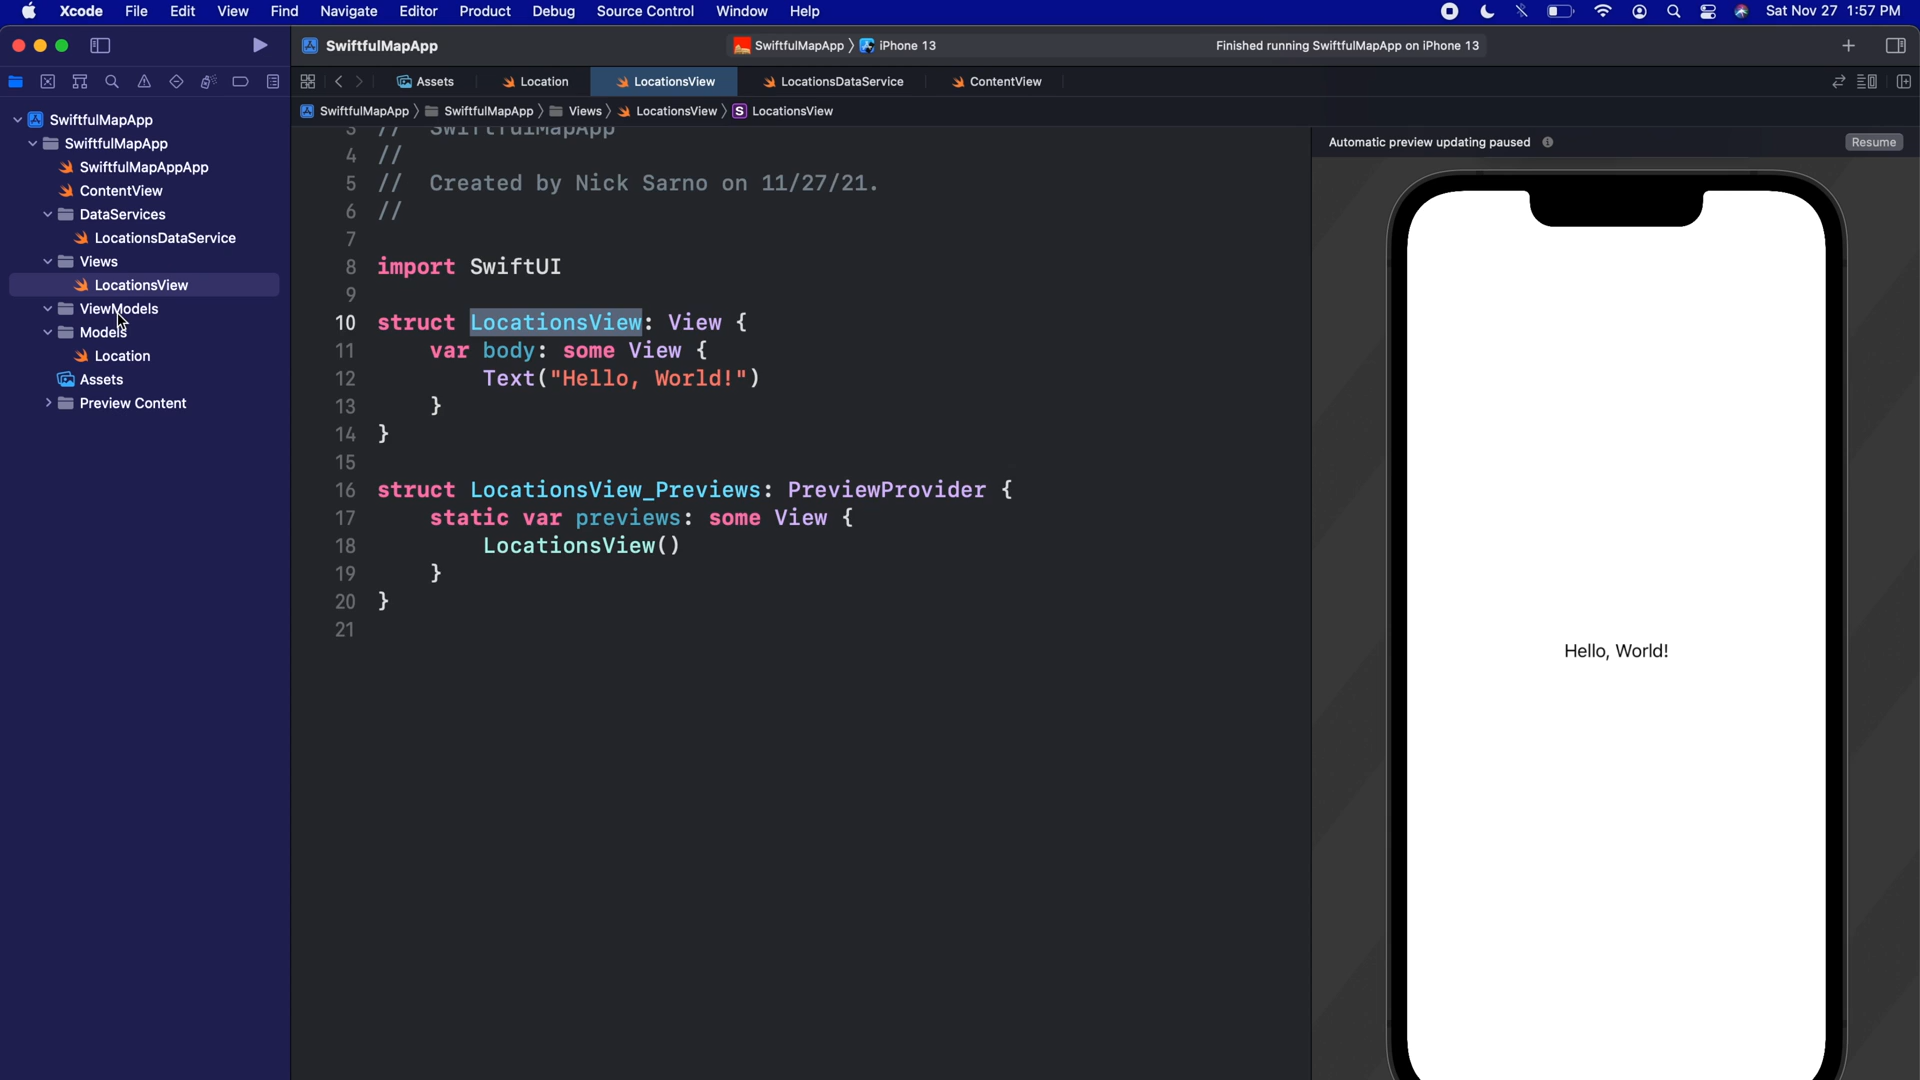 Xcode File Edit View Find Navigate Editor Product Debug Source Control Window Help Sat Nov 27 1:57 PM
SwiftfulMapApp SwiftfulMapApp iPhone 13 Finished running SwiftfulMapApp on iPhone 13
Assets Location LocationsView LocationsDataService ContentView
SwiftfulMapApp SwiftfulMapApp Views LocationsView S LocationsView
SwiftfulMapApp
SwiftfulMapApp
SwiftfulMapAppApp
ContentView
DataServices
LocationsDataService
Views
LocationsView
ViewModels
Models
Location
Assets
Preview Content
3 // SwiftfulMapApp
4 //
5 // Created by Nick Sarno on 11/27/21.
6 //
7
8 import SwiftUI
9
10 struct LocationsView: View {
11 var body: some View {
12 Text("Hello, World!")
13 }
14 }
15
16 struct LocationsView_Previews: PreviewProvider {
17 static var previews: some View {
18 LocationsView()
19 }
20 }
21
Automatic preview updating paused Resume
Hello, World!